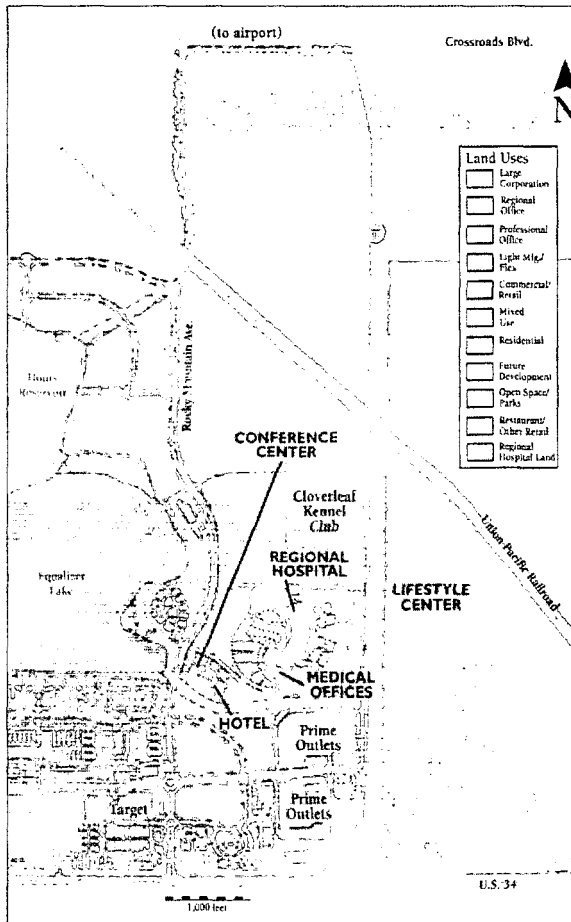 (to airport)
Crossroads Blvd.
N
Land Uses
Large
Corporation
Regional
Office
Professional
Office
Light Mfg./
Flex
Commercial/
Retail
Mixed
Use
Residential
Future
Development
Open Space/
Parks
Restaurant/
Other Retail
Regional
Hospital Land
Reservoir
Rocky Mountain Ave.
CONFERENCE
CENTER
Cloverleaf
Kennel
Club
Union Pacific Railroad
REGIONAL
HOSPITAL
Equalizer
Lake
LIFESTYLE
CENTER
MEDICAL
OFFICES
HOTEL
Prime
Outlets
Target
Prime
Outlets
U.S. 34
1,000 feet